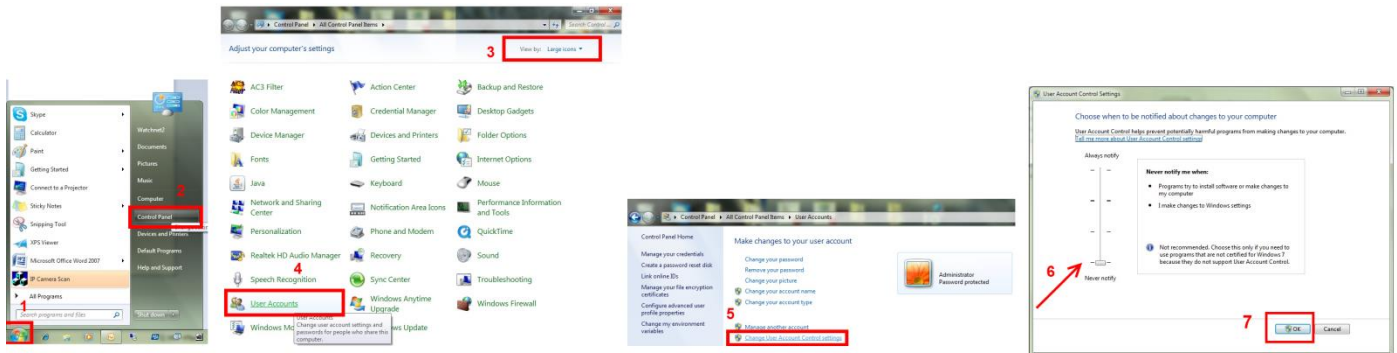 Skype
Calculator
Paint
Getting Started
Connect to a Projector
Sticky Notes
Snipping Tool
XPS Viewer
Microsoft Office Word 2007
IP Camera Scan
All Programs
1
Search programs and files
Watchnet2
Documents
Pictures
Music
2
Computer
Control Panel
Devices and Printers
Default Programs
Help and Support
Shut down
Control Panel ▸ All Control Panel Items ▸
Search Control ...
Adjust your computer's settings
3
View by: Large icons
AC3 Filter
Action Center
Backup and Restore
Color Management
Credential Manager
Desktop Gadgets
Device Manager
Devices and Printers
Folder Options
Fonts
Getting Started
Internet Options
Java
Keyboard
Mouse
Network and Sharing
Center
Notification Area Icons
Performance Information
and Tools
Personalization
Phone and Modem
QuickTime
Realtek HD Audio Manager
Recovery
Sound
4
Speech Recognition
Sync Center
Troubleshooting
User Accounts
Windows Anytime
Upgrade
Windows Firewall
Windows Update
User Accounts
Change user account settings and
passwords for people who share this
computer.
Control Panel ▸ All Control Panel Items ▸ User Accounts
Control Panel Home
Manage your credentials
Create a password reset disk
Link online IDs
Manage your file encryption
certificates
Configure advanced user
profile properties
Change my environment
variables
Make changes to your user account
Change your password
Remove your password
Change your picture
Change your account name
Change your account type
5
Manage another account
Change User Account Control settings
Administrator
Password protected
User Account Control Settings
Choose when to be notified about changes to your computer
User Account Control helps prevent potentially harmful programs from making changes to your computer.
Tell me more about User Account Control settings
Always notify
Never notify me when:
• Programs try to install software or make changes to
my computer
• I make changes to Windows settings
Not recommended. Choose this only if you need to
use programs that are not certified for Windows 7
because they do not support User Account Control.
6
Never notify
7
OK
Cancel